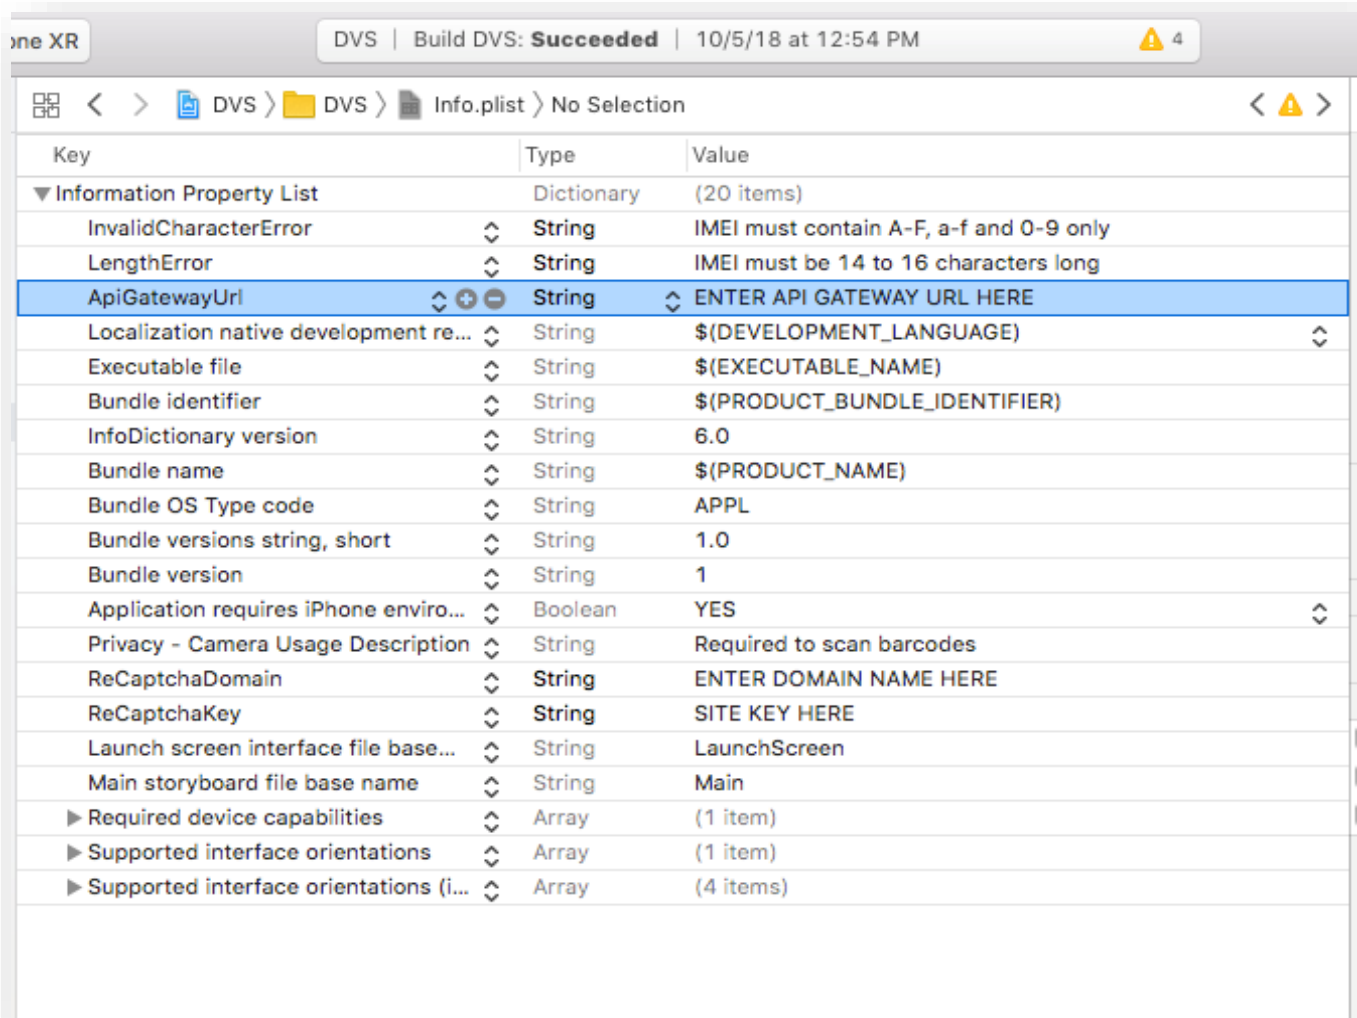 one XR DVS | Build DVS: Succeeded | 10/5/18 at 12:54 PM 4
DVS DVS Info.plist No Selection
Key Type Value
Information Property List Dictionary (20 items)
InvalidCharacterError String IMEI must contain A-F, a-f and 0-9 only
LengthError String IMEI must be 14 to 16 characters long
ApiGatewayUrl String ENTER API GATEWAY URL HERE
Localization native development re... String $(DEVELOPMENT_LANGUAGE)
Executable file String $(EXECUTABLE_NAME)
Bundle identifier String $(PRODUCT_BUNDLE_IDENTIFIER)
InfoDictionary version String 6.0
Bundle name String $(PRODUCT_NAME)
Bundle OS Type code String APPL
Bundle versions string, short String 1.0
Bundle version String 1
Application requires iPhone enviro... Boolean YES
Privacy - Camera Usage Description String Required to scan barcodes
ReCaptchaDomain String ENTER DOMAIN NAME HERE
ReCaptchaKey String SITE KEY HERE
Launch screen interface file base... String LaunchScreen
Main storyboard file base name String Main
Required device capabilities Array (1 item)
Supported interface orientations Array (1 item)
Supported interface orientations (i... Array (4 items)